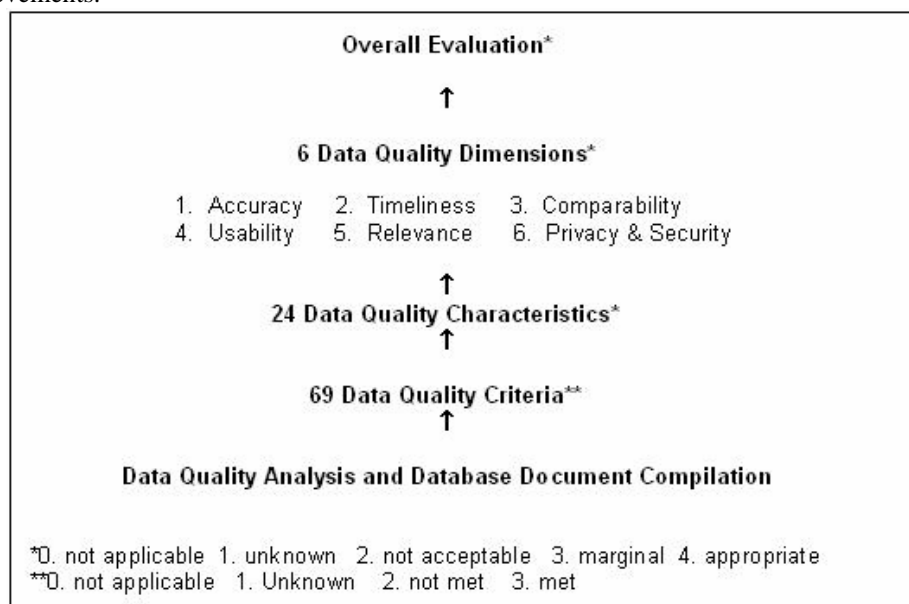 Overall Evaluation*
↑
6 Data Quality Dimensions*
1. Accuracy 2. Timeliness 3. Comparability
4. Usability 5. Relevance 6. Privacy & Security
↑
24 Data Quality Characteristics*
↑
69 Data Quality Criteria**
↑
Data Quality Analysis and Database Document Compilation
*0. not applicable 1. unknown 2. not acceptable 3. marginal 4. appropriate
**0. not applicable 1. Unknown 2. not met 3. met